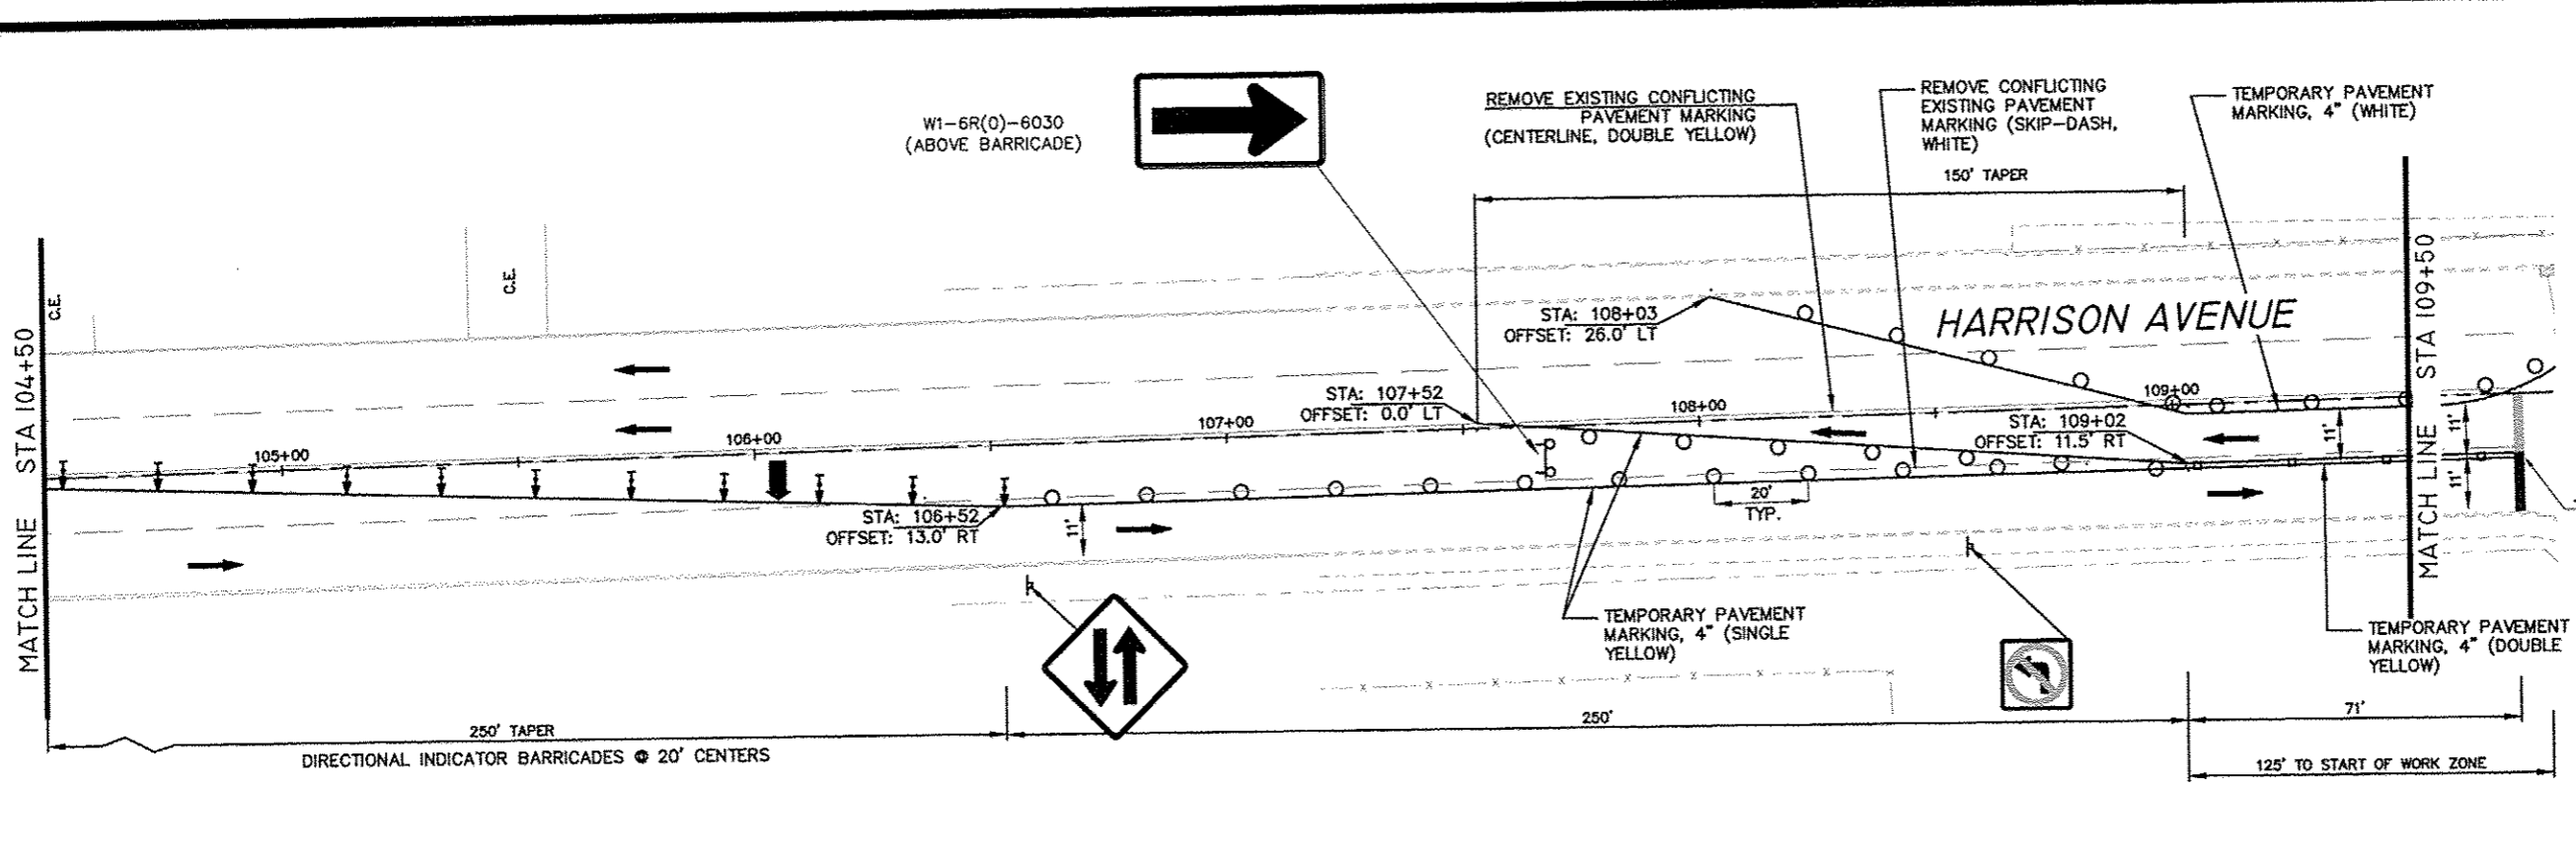 W1-6R(O)-6030
(ABOVE BARRICADE)
REMOVE EXISTING CONFLICTING
PAVEMENT MARKING
(CENTERLINE, DOUBLE YELLOW)
REMOVE CONFLICTING
EXISTING PAVEMENT
MARKING (SKIP-DASH,
WHITE)
TEMPORARY PAVEMENT
MARKING, 4" (WHITE)
150' TAPER
C.E.
C.E.
MATCH LINE STA 104+50
STA: 108+03
OFFSET: 26.0' LT
HARRISON AVENUE
MATCH LINE STA 109+50
STA: 107+52
OFFSET: 0.0' LT
105+00
106+00
107+00
108+00
109+00
STA: 109+02
OFFSET: 11.5' RT
11'
11'
11'
STA: 106+52
OFFSET: 13.0' RT
11'
20'
TYP.
TEMPORARY PAVEMENT
MARKING, 4" (SINGLE
YELLOW)
TEMPORARY PAVEMENT
MARKING, 4" (DOUBLE
YELLOW)
250' TAPER
250'
71'
DIRECTIONAL INDICATOR BARRICADES @ 20' CENTERS
125' TO START OF WORK ZONE